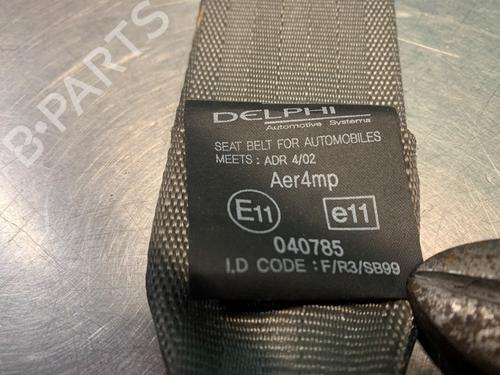 DELPHI
Automotive Systems
SEAT BELT FOR AUTOMOBILES
MEETS : ADR 4/02
Aer4mp
E11 e11
040785
I.D CODE : F/R3/SB99
B-PARTS